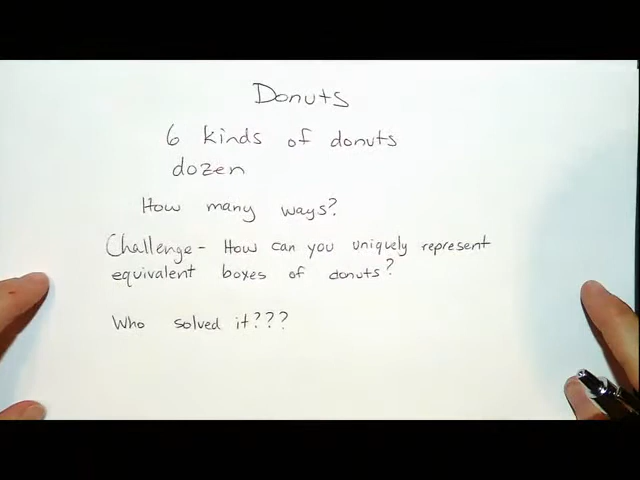 Donuts
6 kinds of donuts
dozen
How many ways?
Challenge - How can you uniquely represent
equivalent boxes of donuts?
Who solved it???